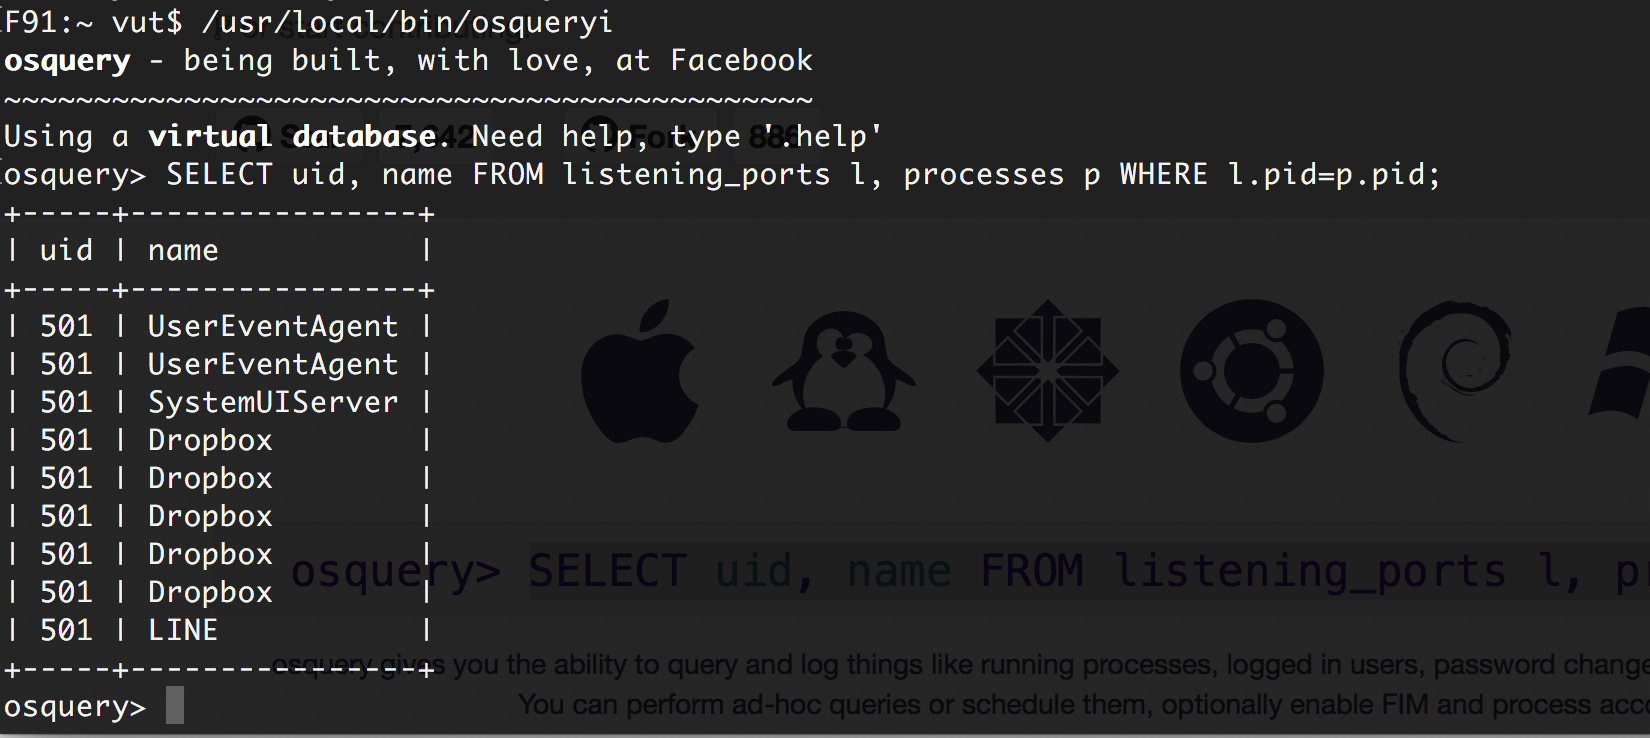 F91:~ vut$ /usr/local/bin/osqueryi
osquery - being built, with love, at Facebook
~~~~~~~~~~~~~~~~~~~~~~~~~~~~~~~~~~~~~~~~~~~~~
Using a virtual database. Need help, type '.help'
osquery> SELECT uid, name FROM listening_ports l, processes p WHERE l.pid=p.pid;
+-----+----------------+
| uid | name           |
+-----+----------------+
| 501 | UserEventAgent |
| 501 | UserEventAgent |
| 501 | SystemUIServer |
| 501 | Dropbox        |
| 501 | Dropbox        |
| 501 | Dropbox        |
| 501 | Dropbox        |
| 501 | Dropbox        |
| 501 | LINE           |
+-----+----------------+
osquery>
Fork 886
osquery> SELECT uid, name FROM listening_ports l, p
osquery gives you the ability to query and log things like running processes, logged in users, password change
You can perform ad-hoc queries or schedule them, optionally enable FIM and process acc